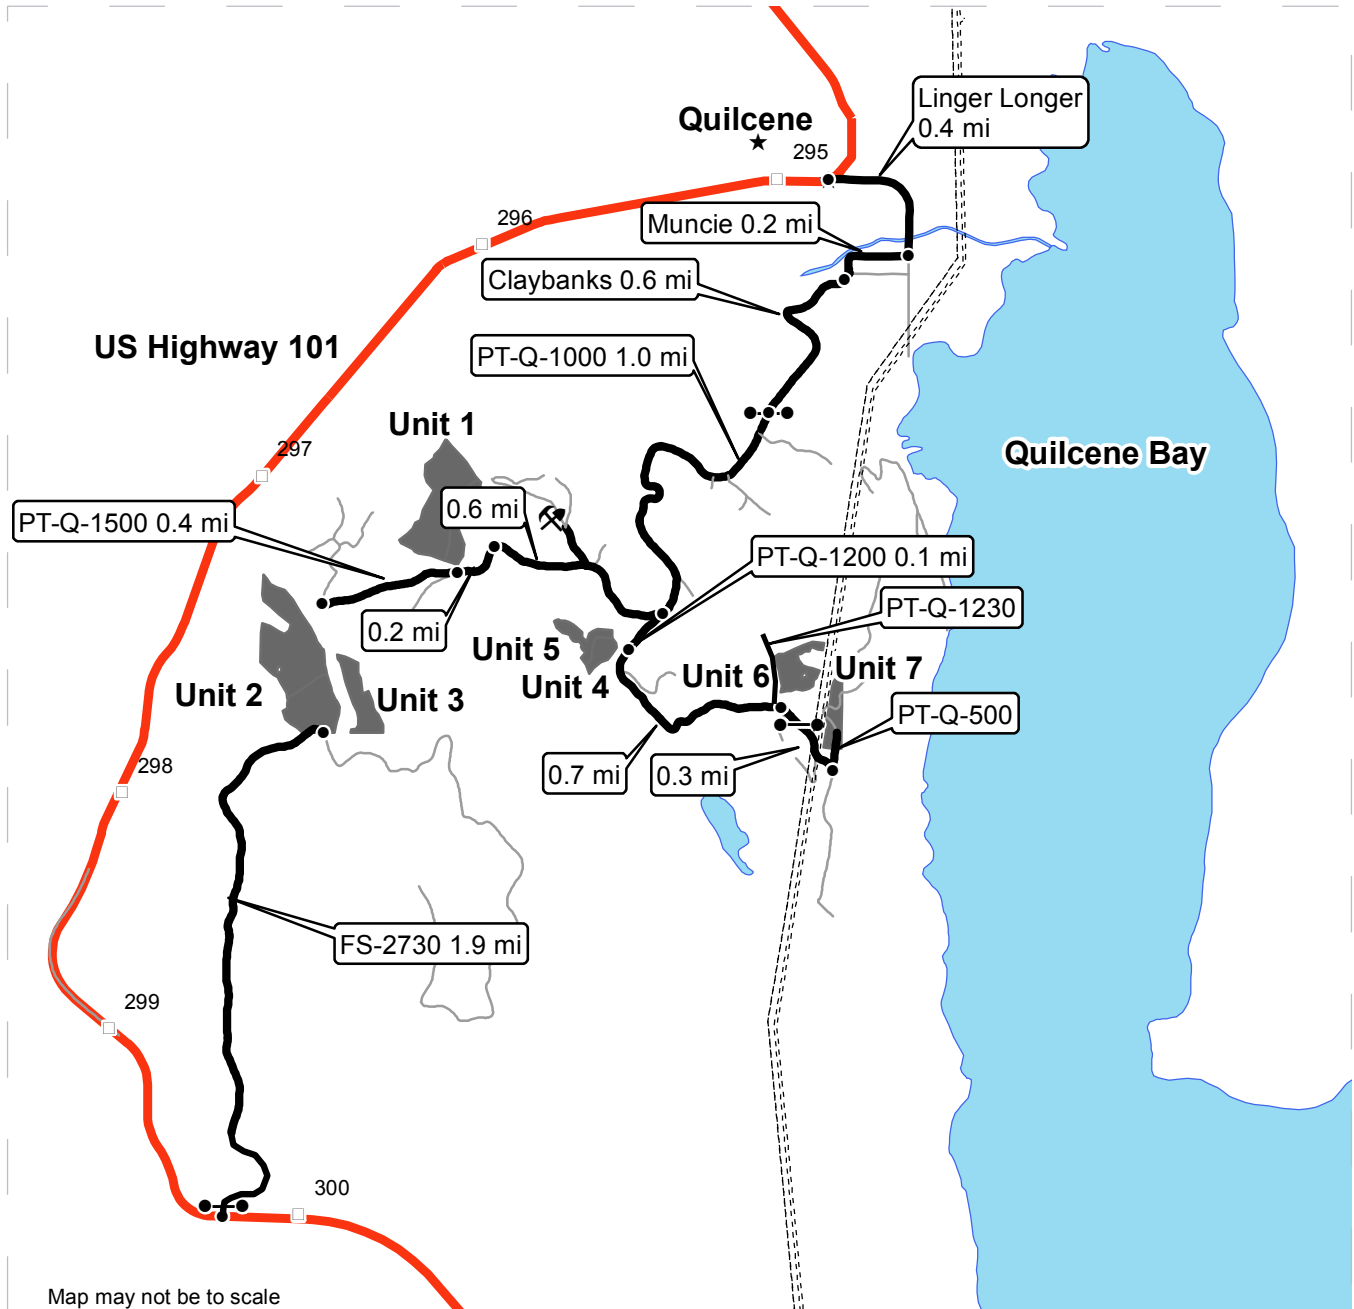 Linger Longer
0.4 mi
Quilcene
295
Muncie 0.2 mi
296
Claybanks 0.6 mi
US Highway 101
PT-Q-1000 1.0 mi
Unit 1
297
Quilcene Bay
0.6 mi
PT-Q-1500 0.4 mi
PT-Q-1200 0.1 mi
PT-Q-1230
0.2 mi
Unit 5
Unit 4
Unit 6
Unit 7
Unit 2
Unit 3
PT-Q-500
298
0.7 mi
0.3 mi
FS-2730 1.9 mi
299
300
Map may not be to scale